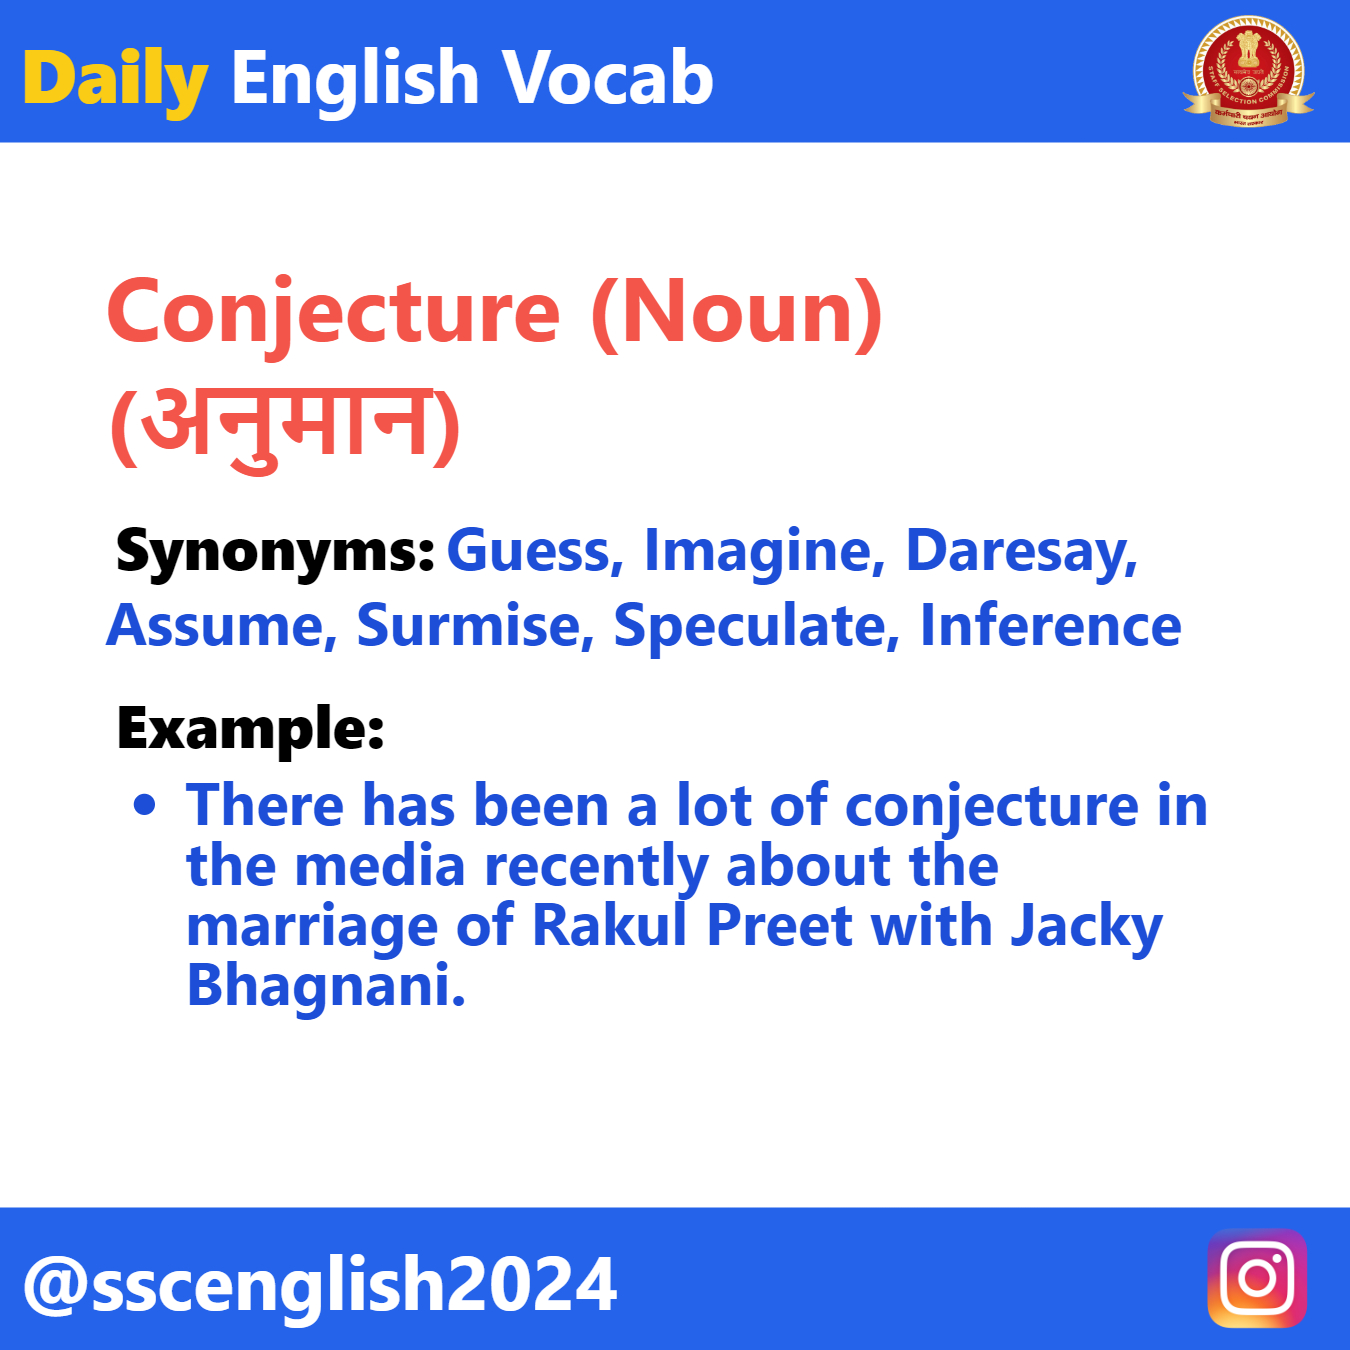 Daily English Vocab
STAFF SELECTION COMMISSION
कर्मचारी चयन आयोग
भारत सरकार
Conjecture (Noun)
(अनुमान)
Synonyms: Guess, Imagine, Daresay,
Assume, Surmise, Speculate, Inference
Example:
• There has been a lot of conjecture in
the media recently about the
marriage of Rakul Preet with Jacky
Bhagnani.
@sscenglish2024